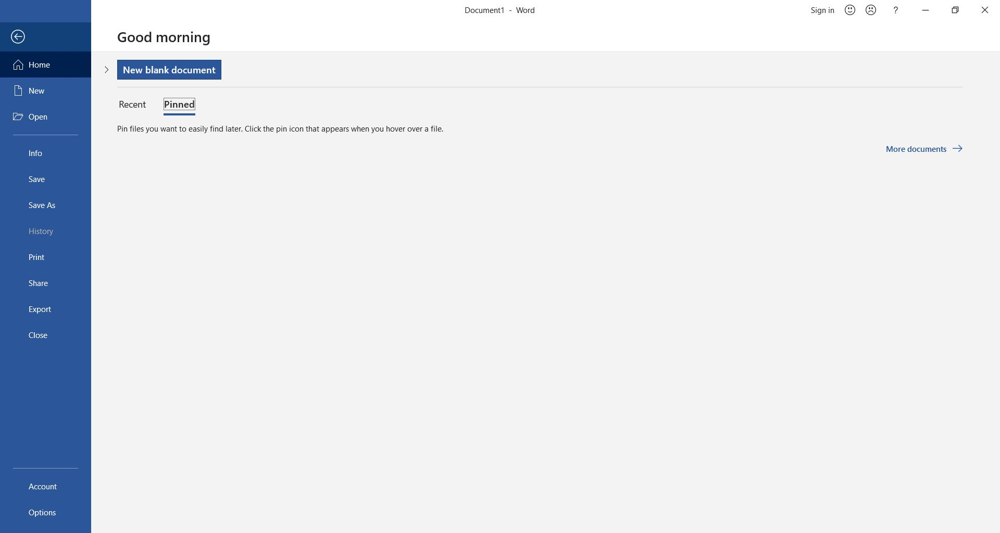 Document1 - Word
Sign in
?
Good morning
Home
New
Open
Info
Save
Save As
History
Print
Share
Export
Close
Account
Options
New blank document
Recent Pinned
Pin files you want to easily find later. Click the pin icon that appears when you hover over a file.
More documents